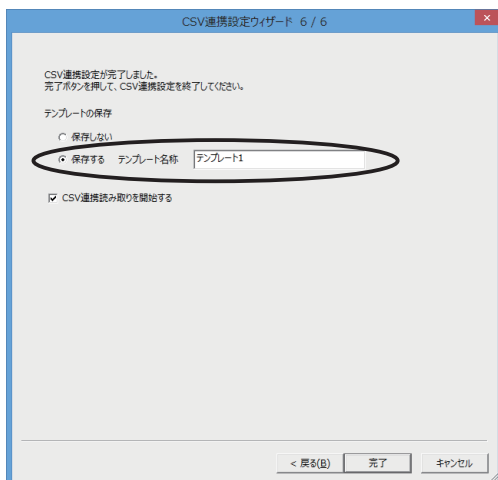 CSV連携設定ウィザード 6 / 6
CSV連携設定が完了しました。
完了ボタンを押して、CSV連携設定を終了してください。
テンプレートの保存
保存しない
保存する テンプレート名称 テンプレート1
CSV連携読み取りを開始する
< 戻る(B) 完了 キャンセル